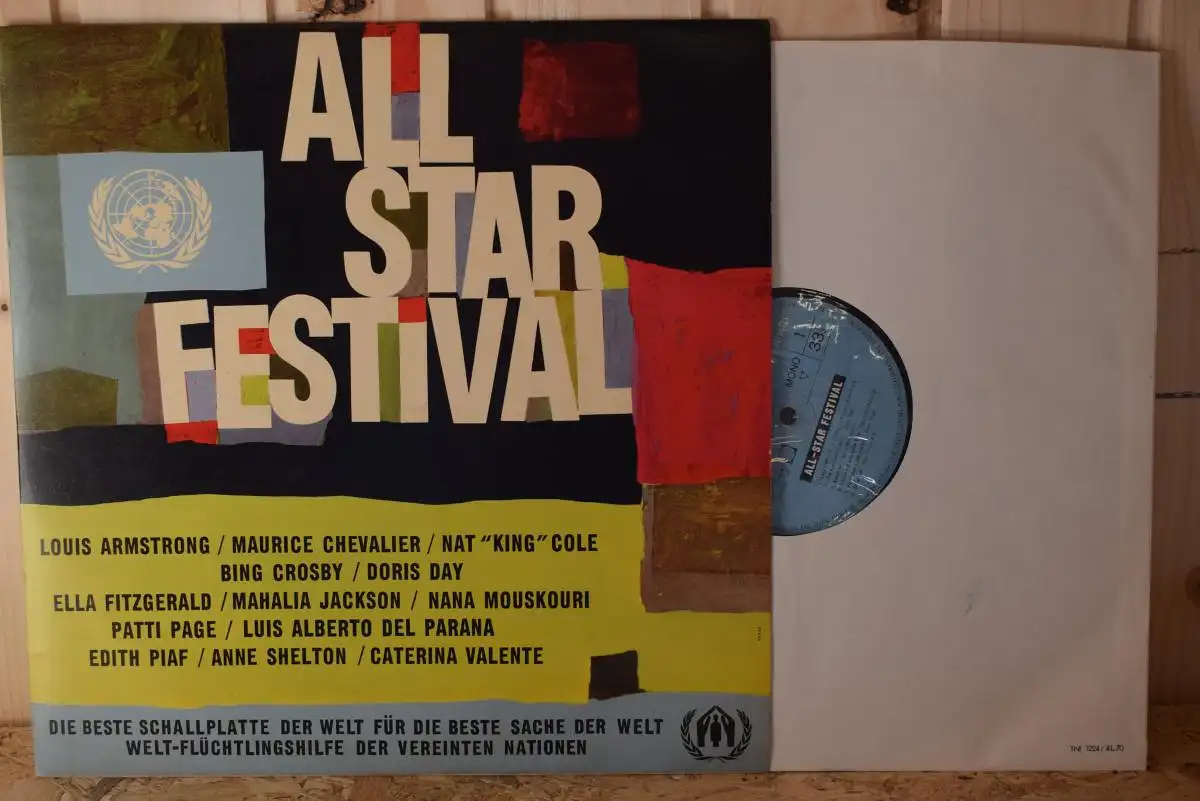 ALL
STAR
FESTiVAL
LOUIS ARMSTRONG / MAURICE CHEVALIER / NAT "KING" COLE
BING CROSBY / DORIS DAY
ELLA FITZGERALD / MAHALIA JACKSON / NANA MOUSKOURI
PATTI PAGE / LUIS ALBERTO DEL PARANA
EDITH PIAF / ANNE SHELTON / CATERINA VALENTE
DIE BESTE SCHALLPLATTE DER WELT FÜR DIE BESTE SACHE DER WELT
WELT-FLÜCHTLINGSHILFE DER VEREINTEN NATIONEN
MONO
1
33
ALL-STAR FESTIVAL